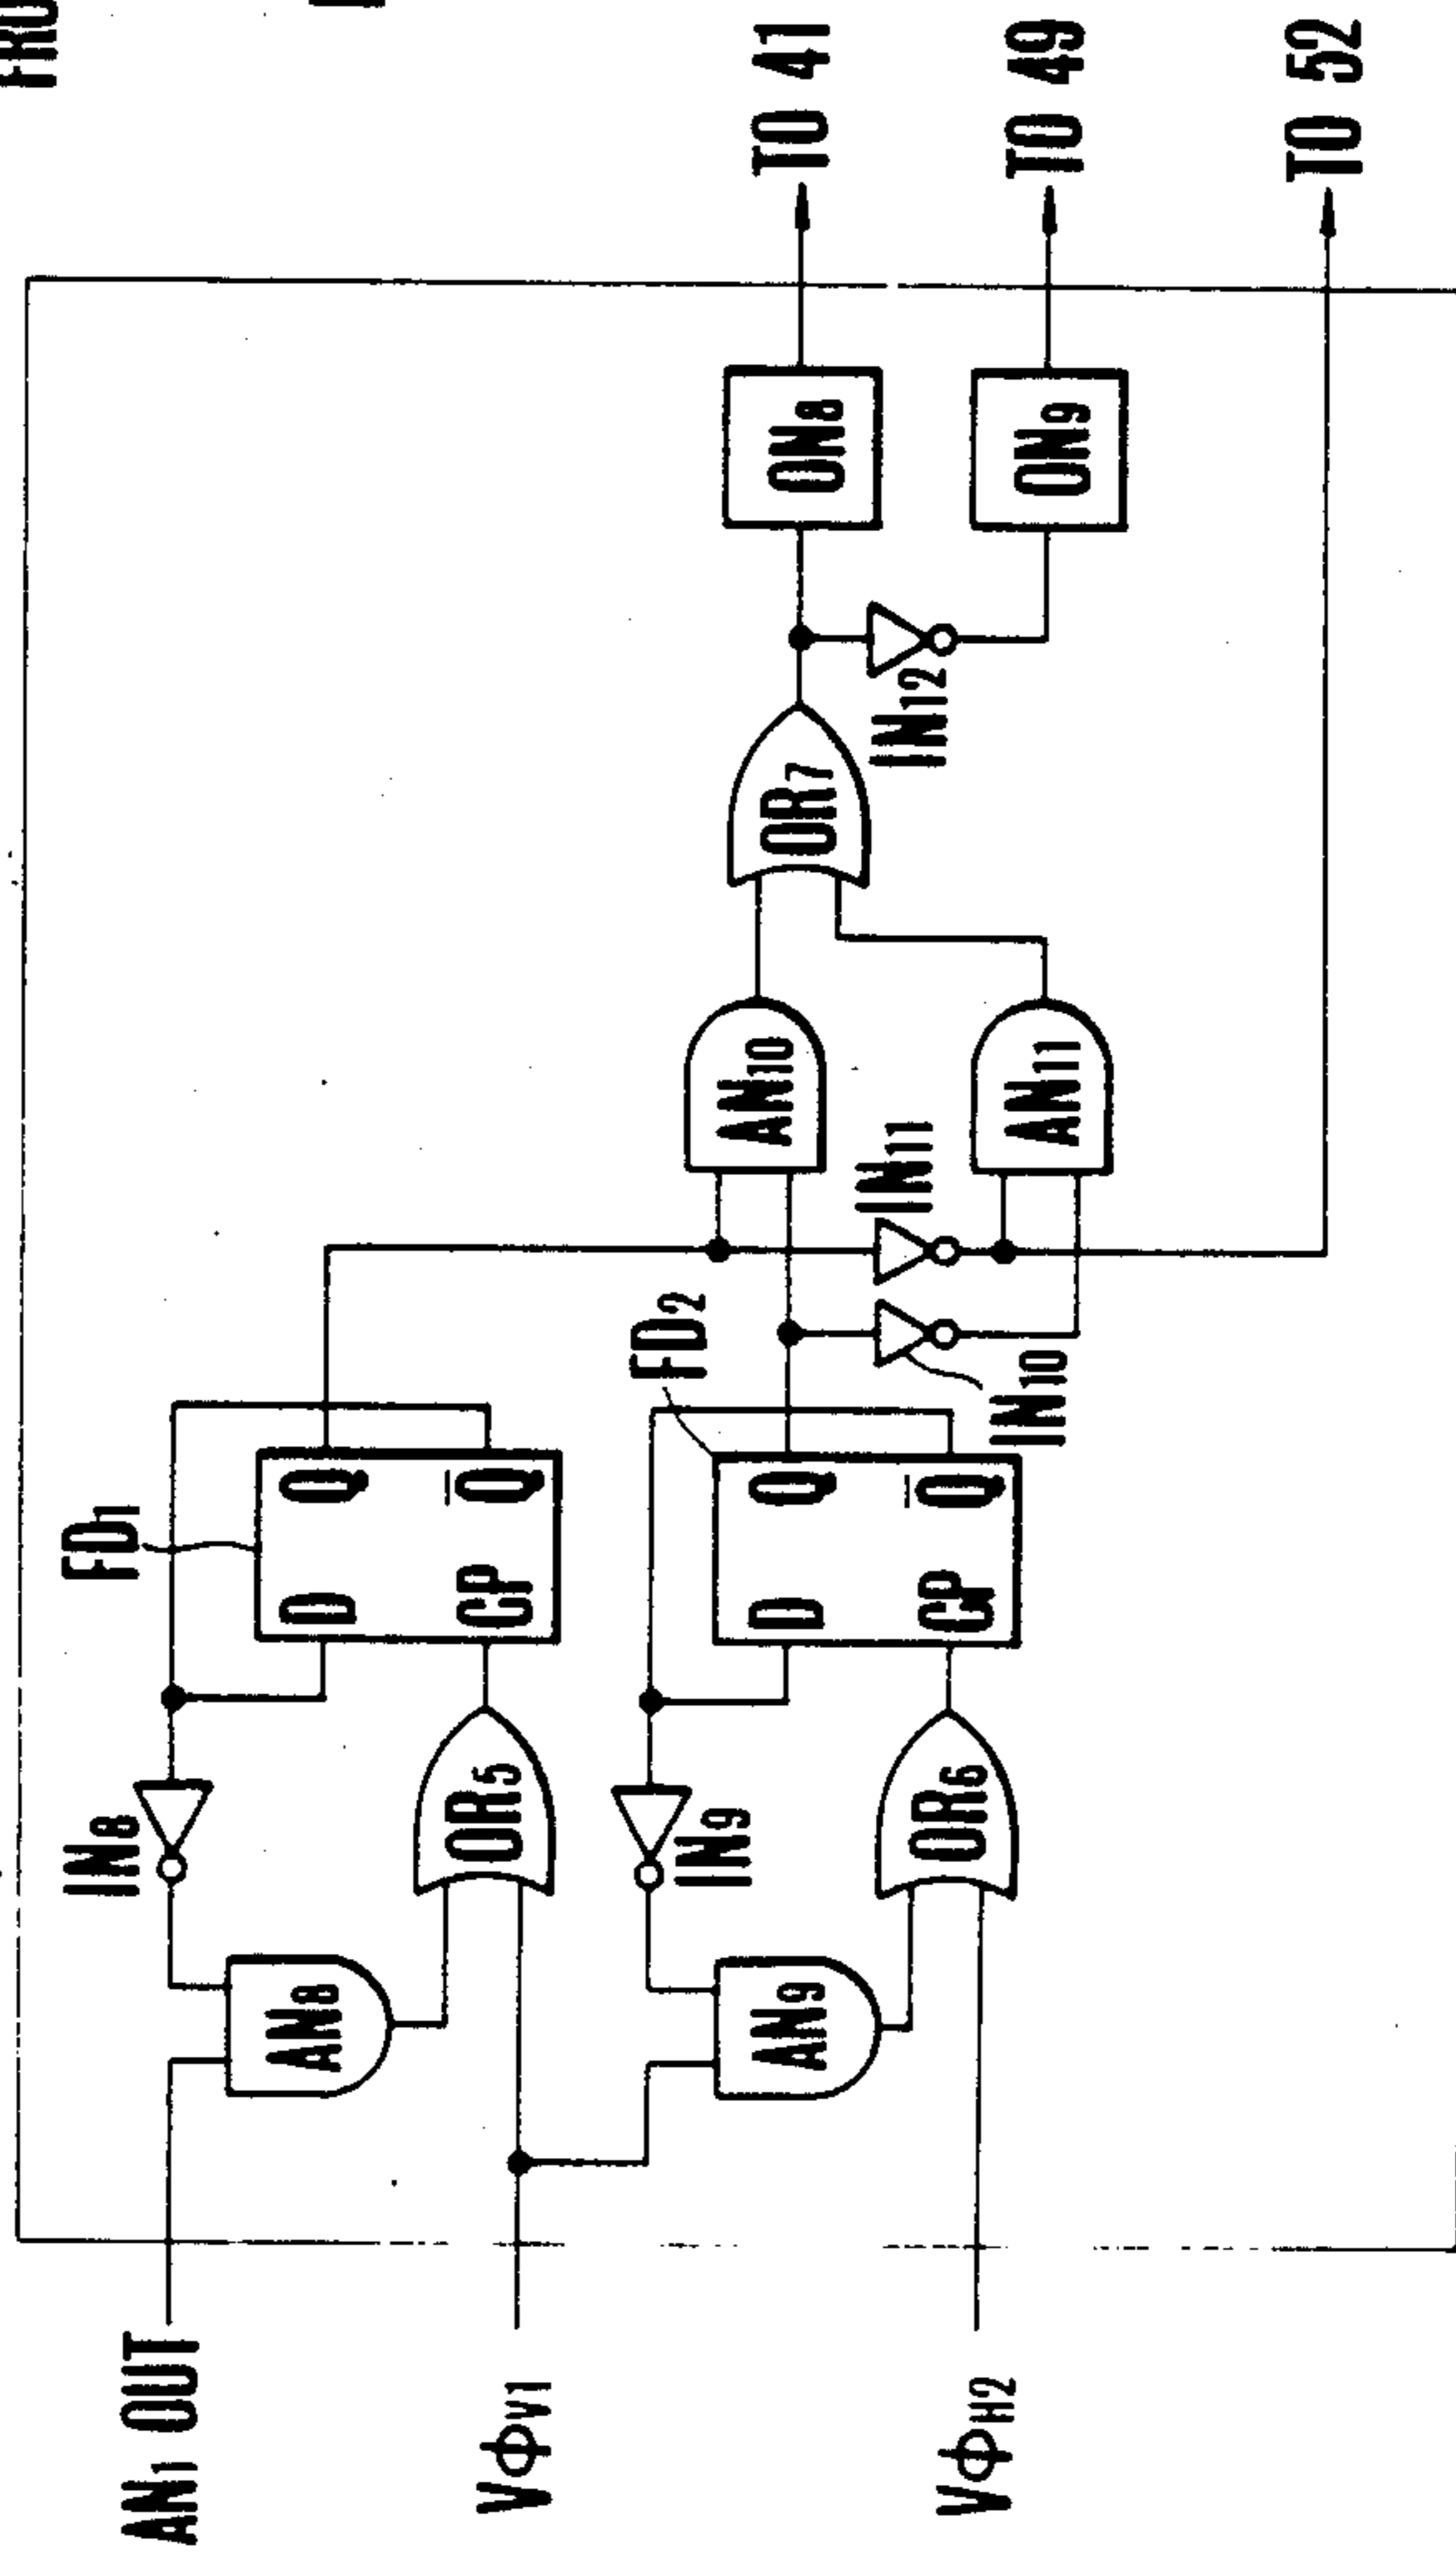 AN1 OUT
VΦV1
VΦH2
IN8
AN8
OR5
FD1
D
Q
CP
Q̅
IN9
AN9
OR6
FD2
D
Q
CP
Q̅
IN10
IN11
AN10
AN11
OR7
IN12
ON8
ON9
TO 41
TO 49
TO 52